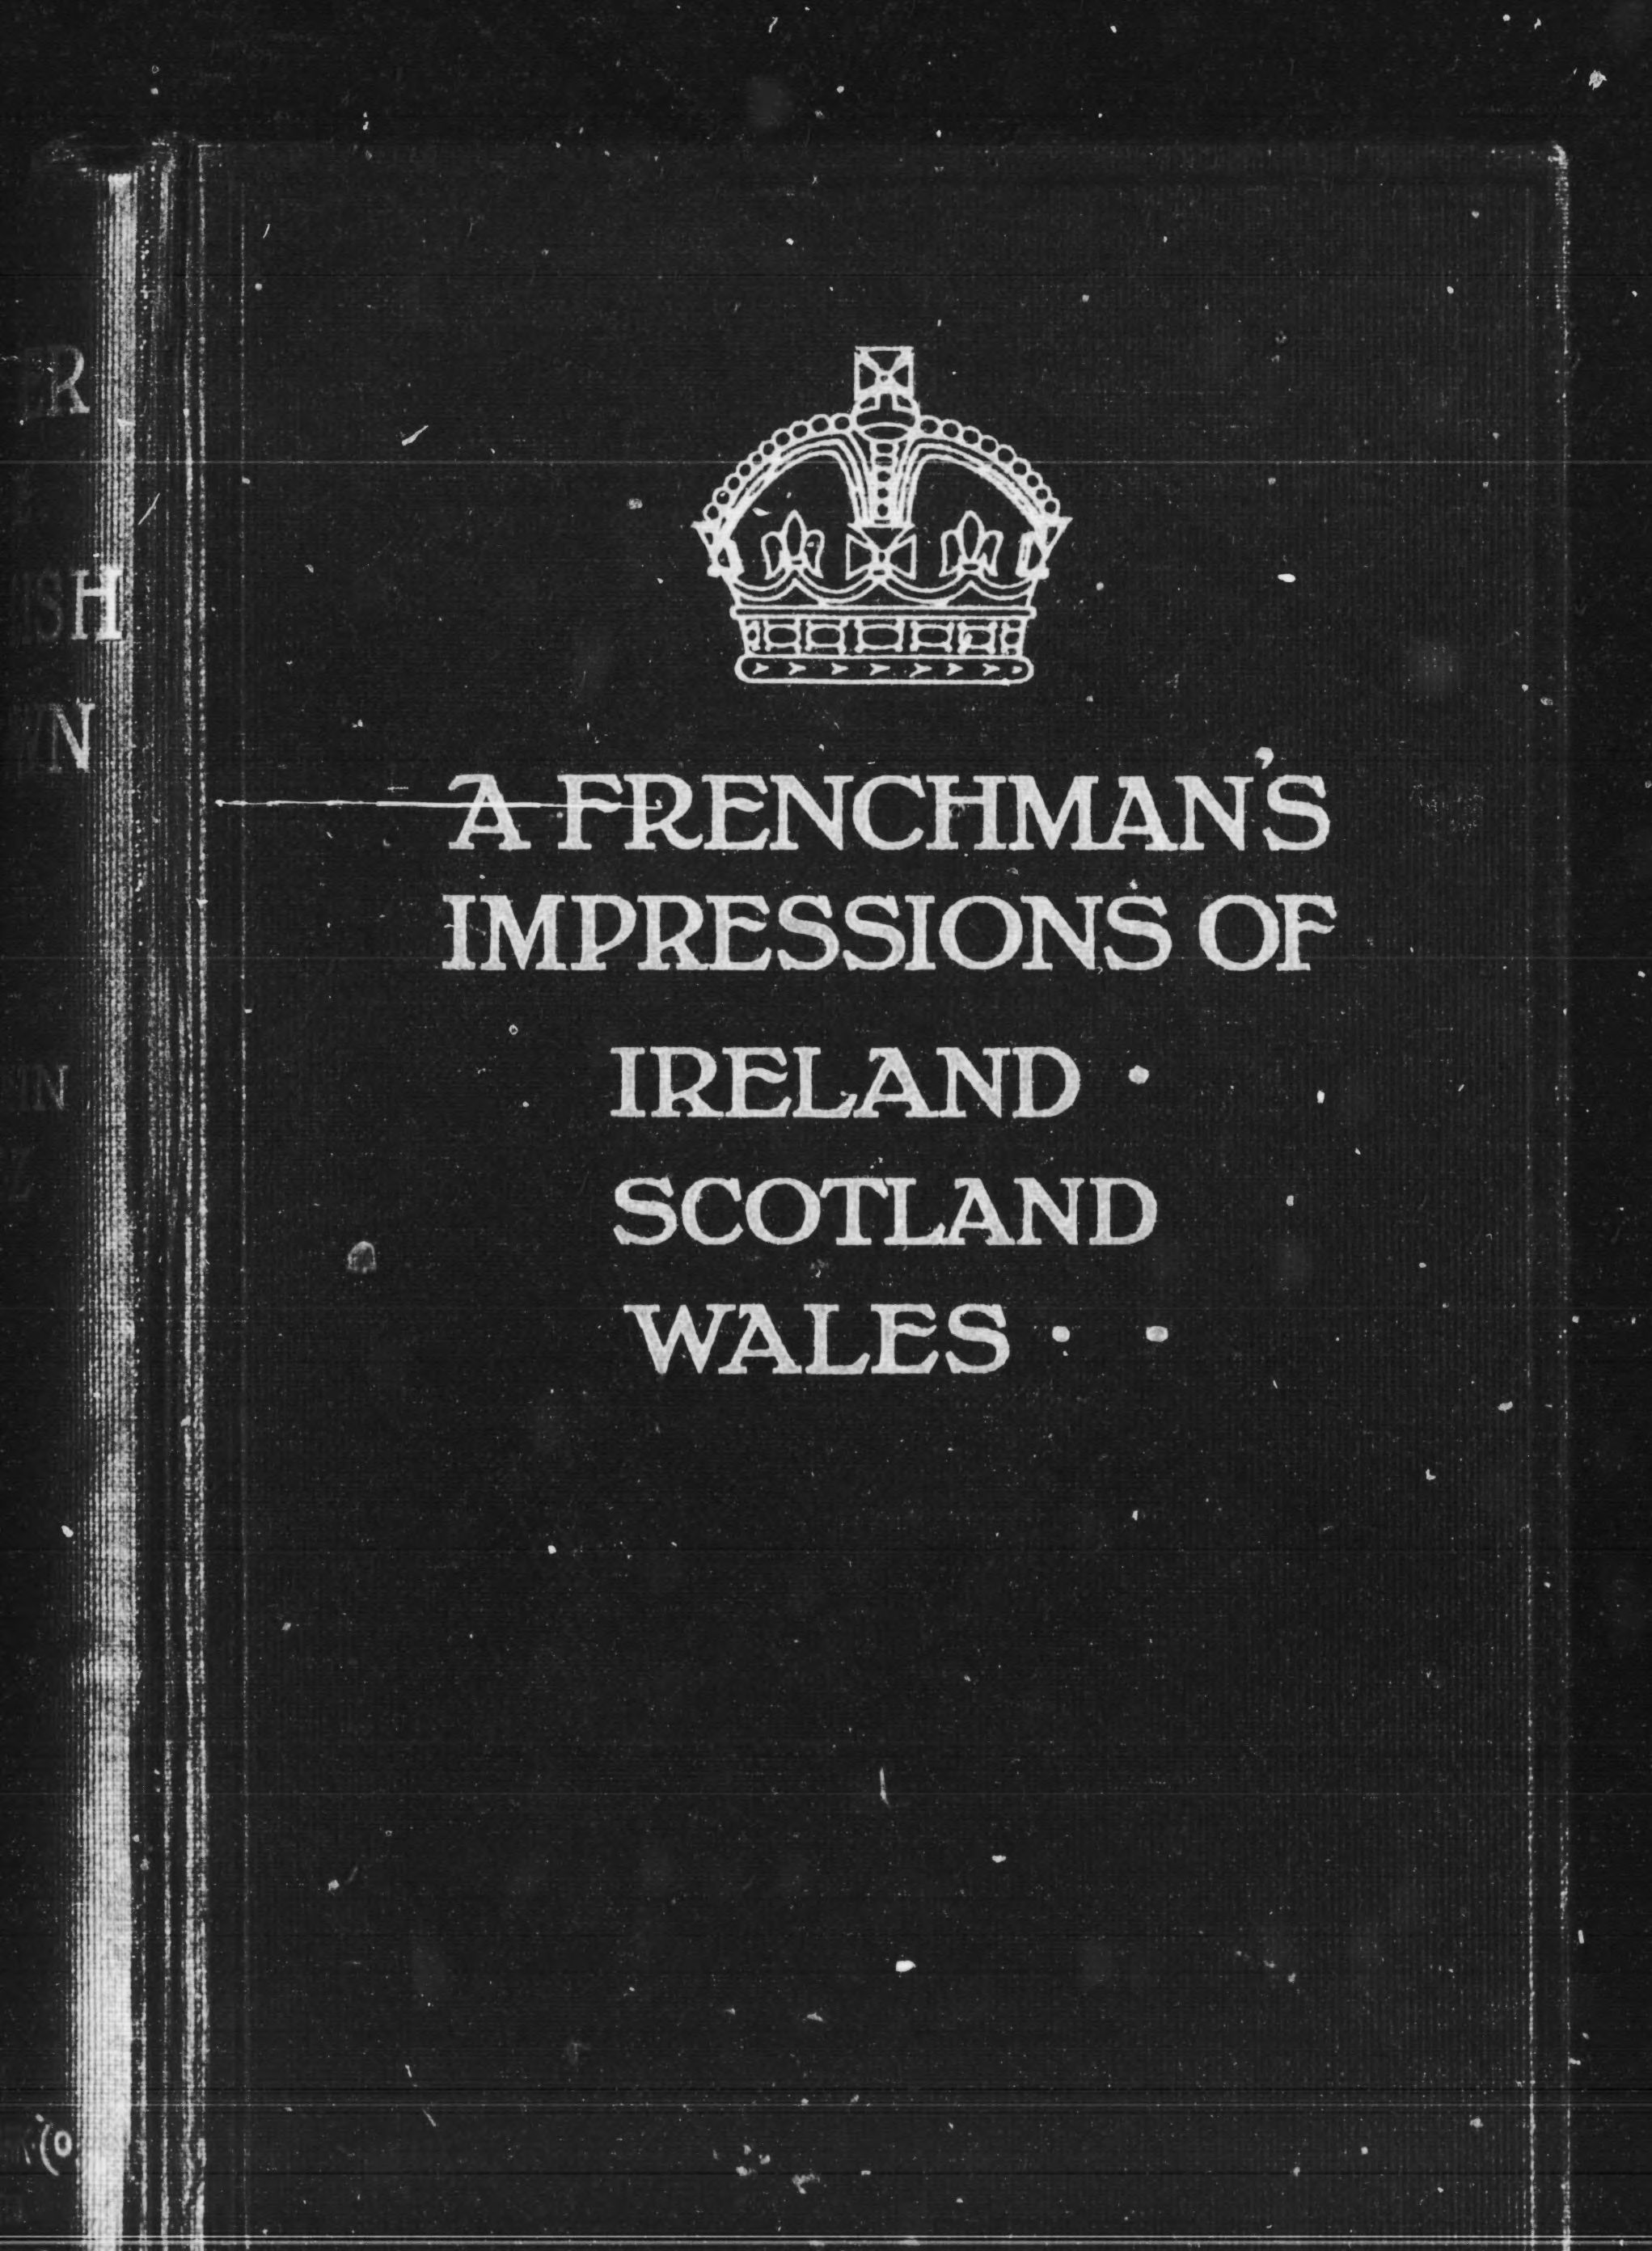 A FRENCHMAN'S
IMPRESSIONS OF
IRELAND •
SCOTLAND
WALES • •